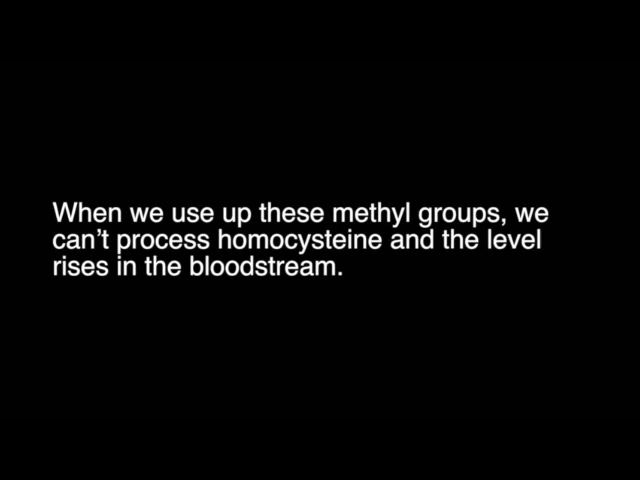 When we use up these methyl groups, we
can’t process homocysteine and the level
rises in the bloodstream.